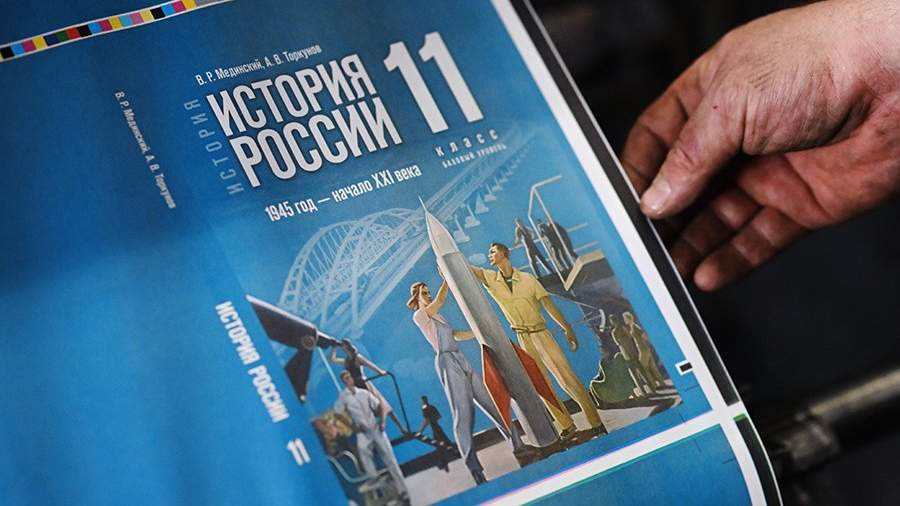 В. Р. Мединский, А. В. Торкунов
ИСТОРИЯ
ИСТОРИЯ
РОССИИ
11
КЛАСС
БАЗОВЫЙ УРОВЕНЬ
1945 год — начало XXI века
В. Р. Мединский, А. В. Торкунов
ИСТОРИЯ РОССИИ
11